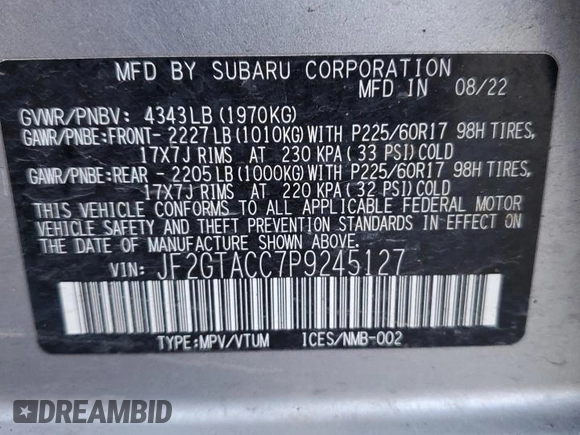 MFD BY SUBARU CORPORATION
MFD IN 08/22
GVWR/PNBV: 4343LB (1970KG)
GAWR/PNBE:FRONT- 2227LB (1010KG)WITH P225/60R17 98H TIRES,
17X7J RIMS AT 230 KPA(33 PSI)COLD
GAWR/PNBE:REAR - 2205LB (1000KG)WITH P225/60R17 98H TIRES,
17X7J RIMS AT 220 KPA(32 PSI)COLD
THIS VEHICLE CONFORMS TO ALL APPLICABLE FEDERAL MOTOR
VEHICLE SAFETY AND THEFT PREVENTION STANDARDS IN EFFECT ON
THE DATE OF MANUFACTURE SHOWN ABOVE.
VIN: JF2GTACC7P9245127
TYPE:MPV/VTUM ICES/NMB-002
DREAMBID